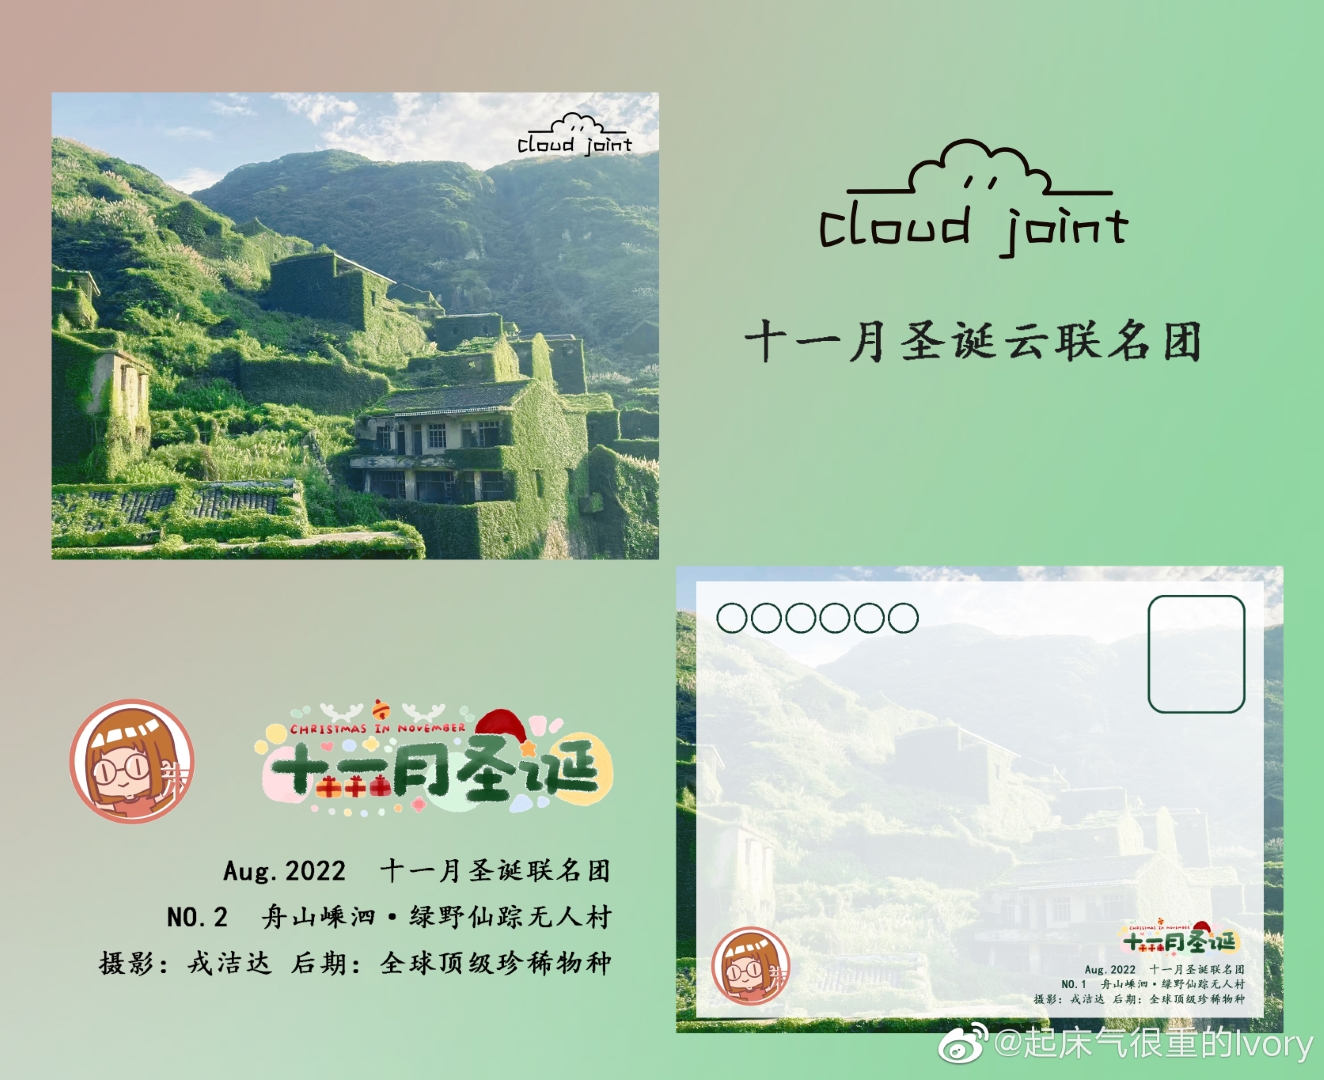 cloud joint
cloud joint
十一月圣诞云联名团
CHRISTMAS IN NOVEMBER
十一月圣诞
Aug.2022 十一月圣诞联名团
NO.2 舟山嵊泗·绿野仙踪无人村
摄影：戎洁达 后期：全球顶级珍稀物种
CHRISTMAS IN NOVEMBER
十一月圣诞
Aug.2022 十一月圣诞联名团
NO.1 舟山嵊泗·绿野仙踪无人村
摄影：戎洁达 后期：全球顶级珍稀物种
@起床气很重的Ivory